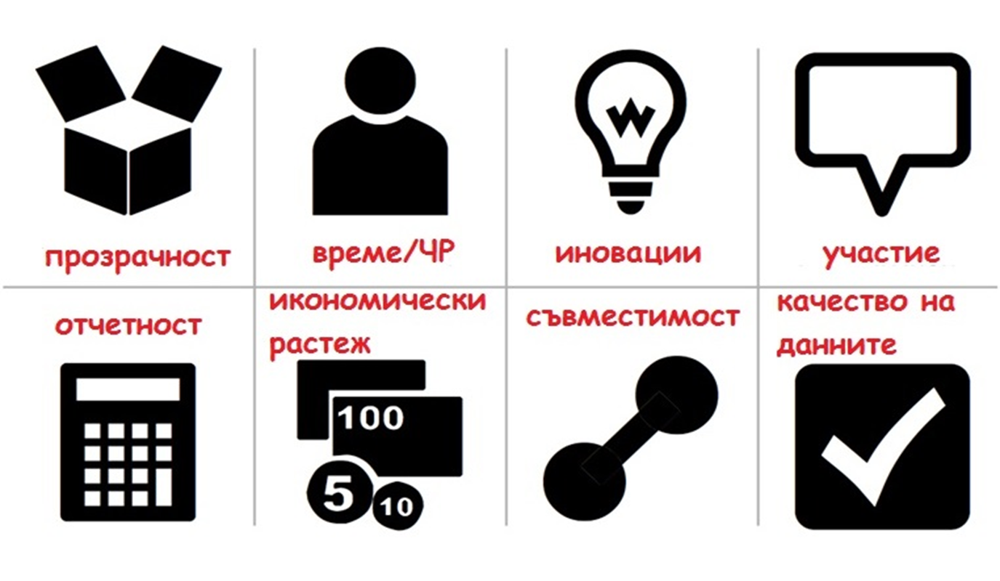 прозрачност
време/ЧР
иновации
участие
отчетност
икономически
растеж
100
5
10
съвместимост
качество на
данните